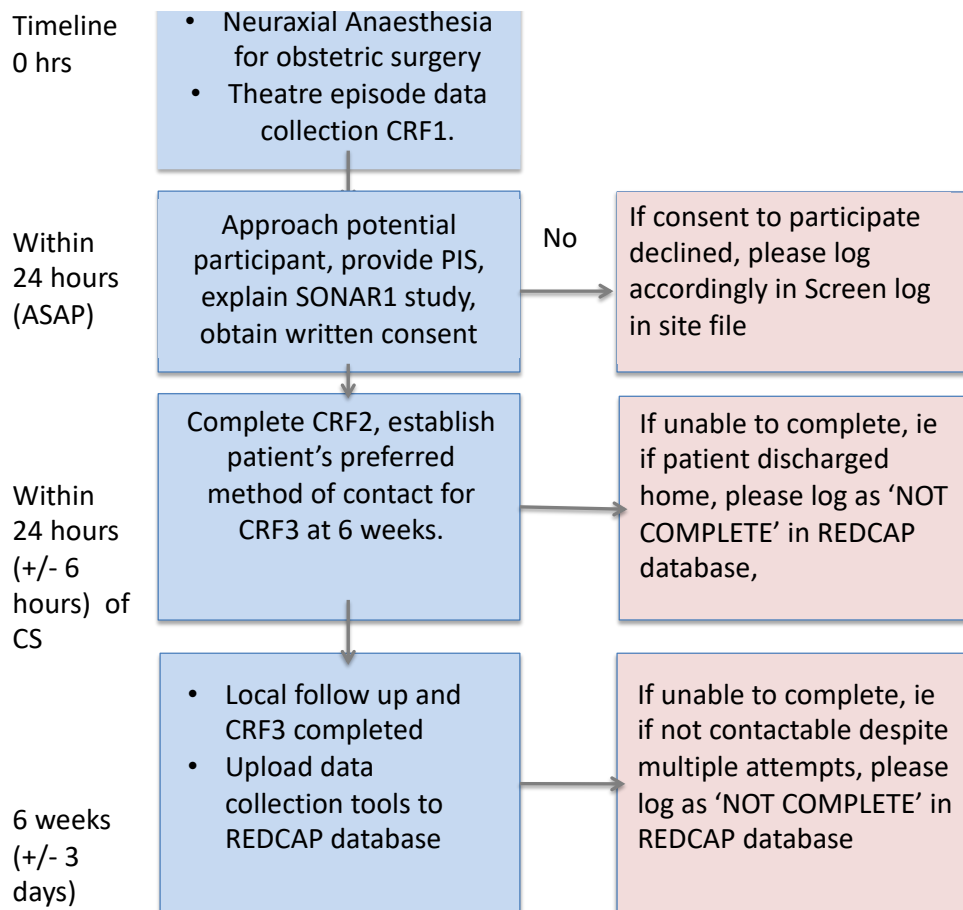 Timeline
0 hrs
• Neuraxial Anaesthesia
for obstetric surgery
• Theatre episode data
collection CRF1.
Within
24 hours
(ASAP)
Approach potential
participant, provide PIS,
explain SONAR1 study,
obtain written consent
No
If consent to participate
declined, please log
accordingly in Screen log
in site file
Within
24 hours
(+/- 6
hours) of
CS
Complete CRF2, establish
patient’s preferred
method of contact for
CRF3 at 6 weeks.
If unable to complete, ie
if patient discharged
home, please log as ‘NOT
COMPLETE’ in REDCAP
database,
6 weeks
(+/- 3
days)
• Local follow up and
CRF3 completed
• Upload data
collection tools to
REDCAP database
If unable to complete, ie
if not contactable despite
multiple attempts, please
log as ‘NOT COMPLETE’ in
REDCAP database